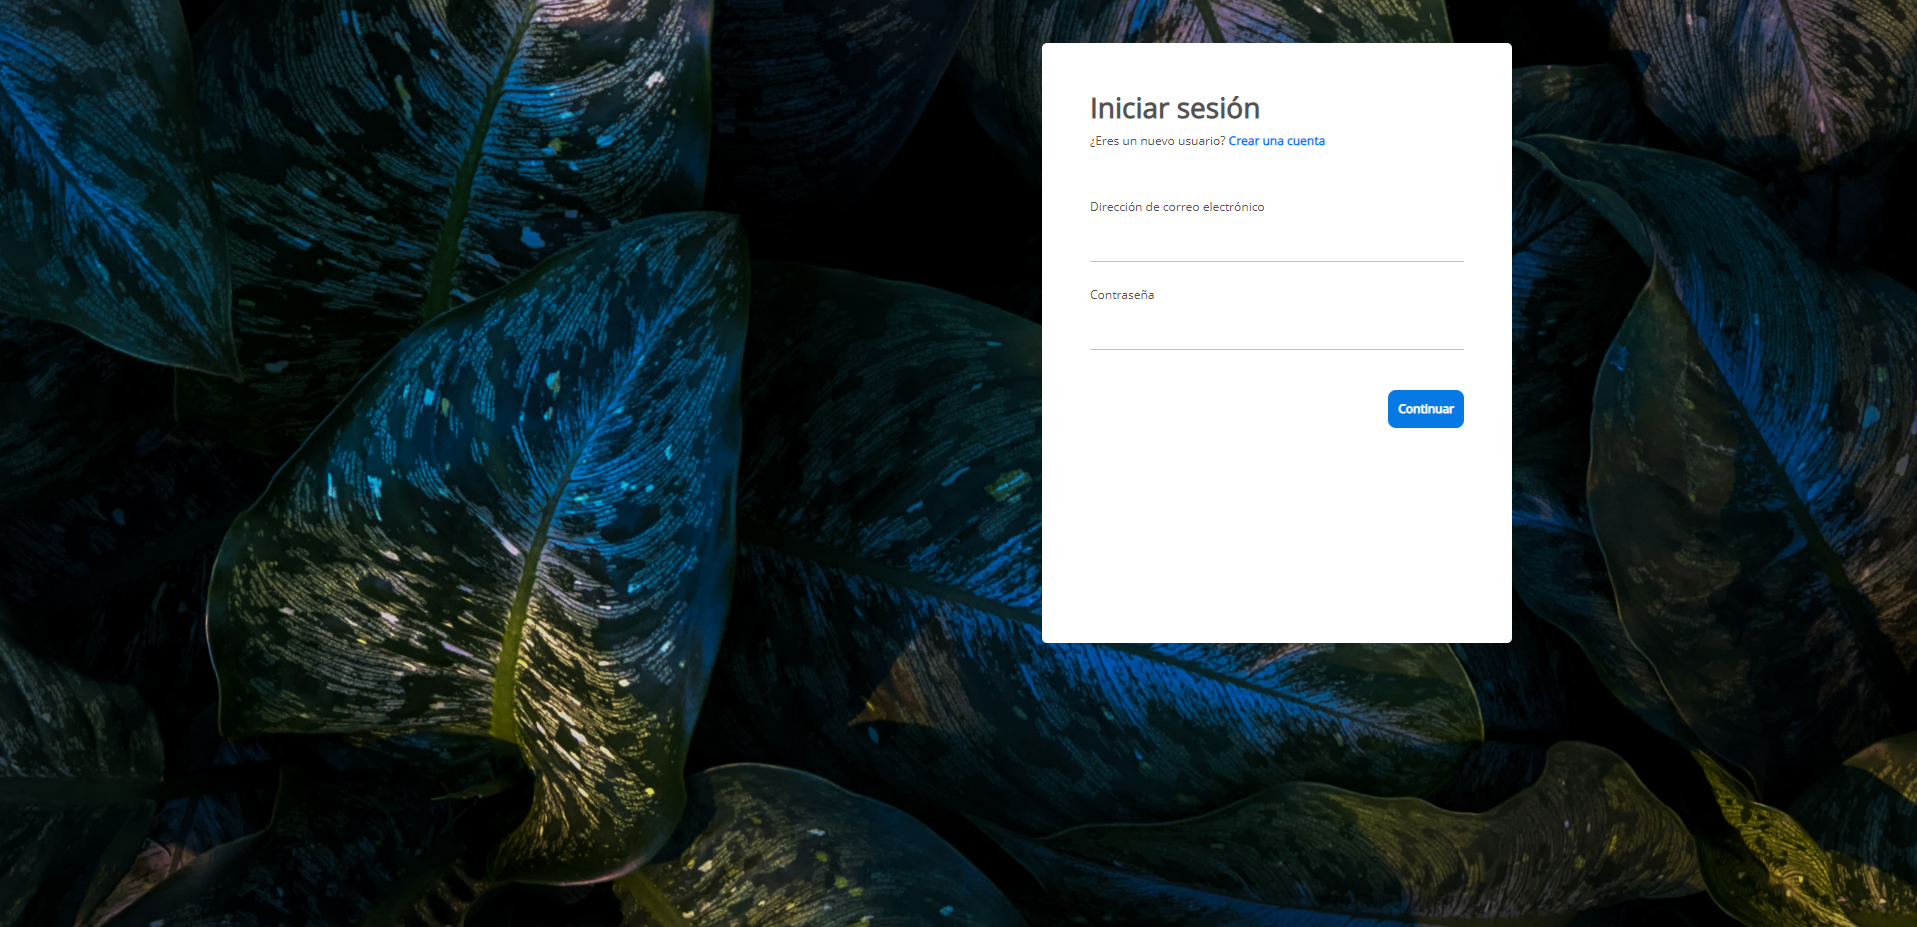 Iniciar sesión
¿Eres un nuevo usuario? Crear una cuenta
Dirección de correo electrónico
Contraseña
Continuar